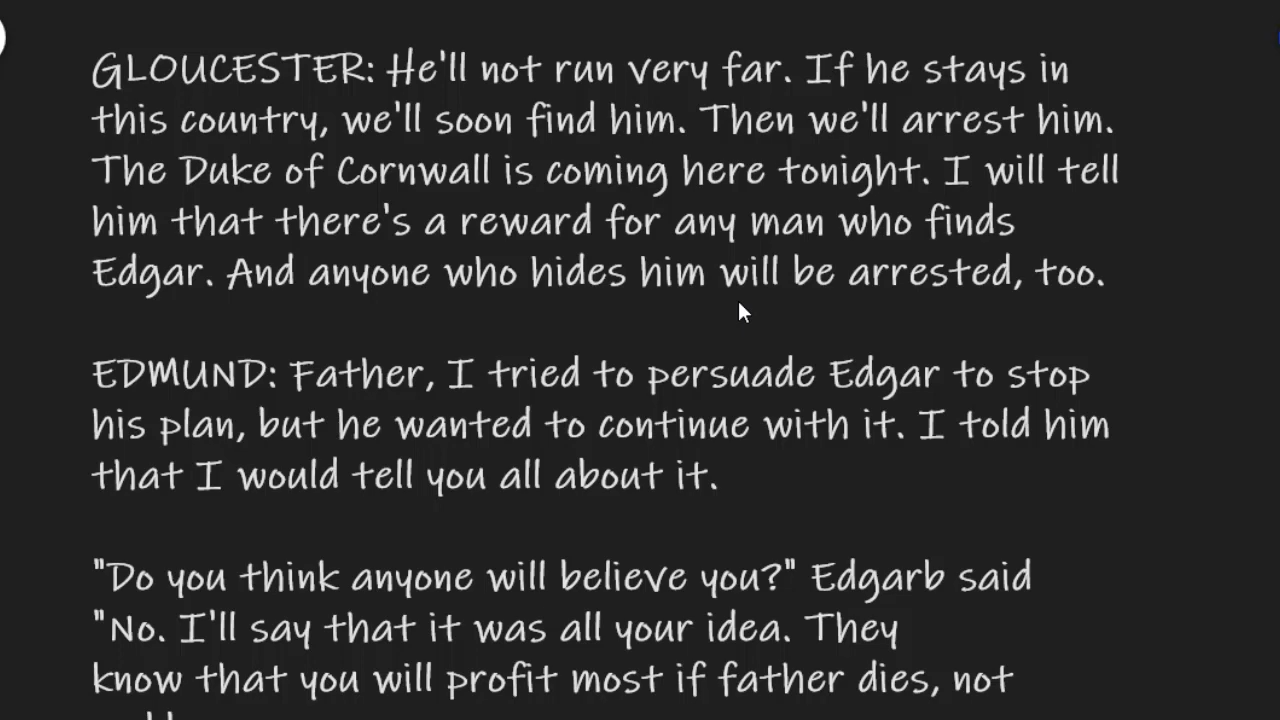 GLOUCESTER: He'll not run very far. If he stays in
this country, we'll soon find him. Then we'll arrest him.
The Duke of Cornwall is coming here tonight. I will tell
him that there's a reward for any man who finds
Edgar. And anyone who hides him will be arrested, too.
EDMUND: Father, I tried to persuade Edgar to stop
his plan, but he wanted to continue with it. I told him
that I would tell you all about it.
"Do you think anyone will believe you?" Edgarb said
"No. I'll say that it was all your idea. They
know that you will profit most if father dies, not